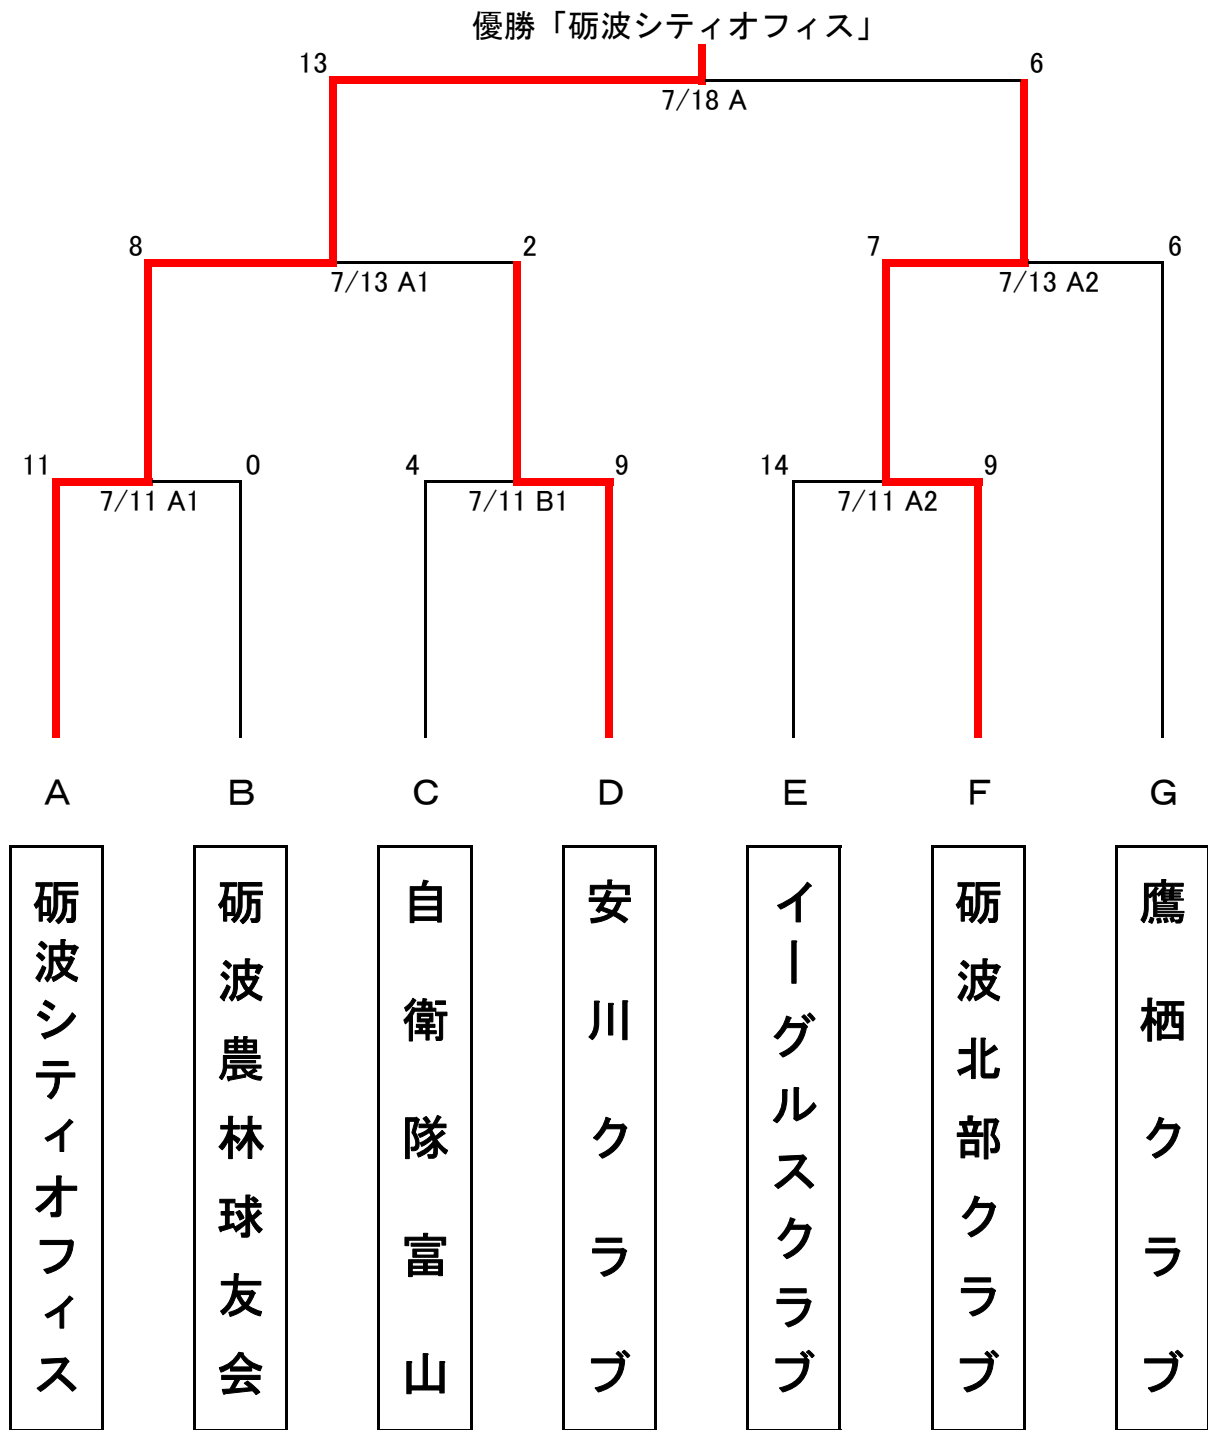 優勝「砺波シティオフィス」
13
6
7/18 A
8
2
7
6
7/13 A1
7/13 A2
11
0
4
9
14
9
7/11 A1
7/11 B1
7/11 A2
A
B
C
D
E
F
G
砺波シティオフィス
砺波農林球友会
自衛隊富山
安川クラブ
イーグルスクラブ
砺波北部クラブ
鷹栖クラブ